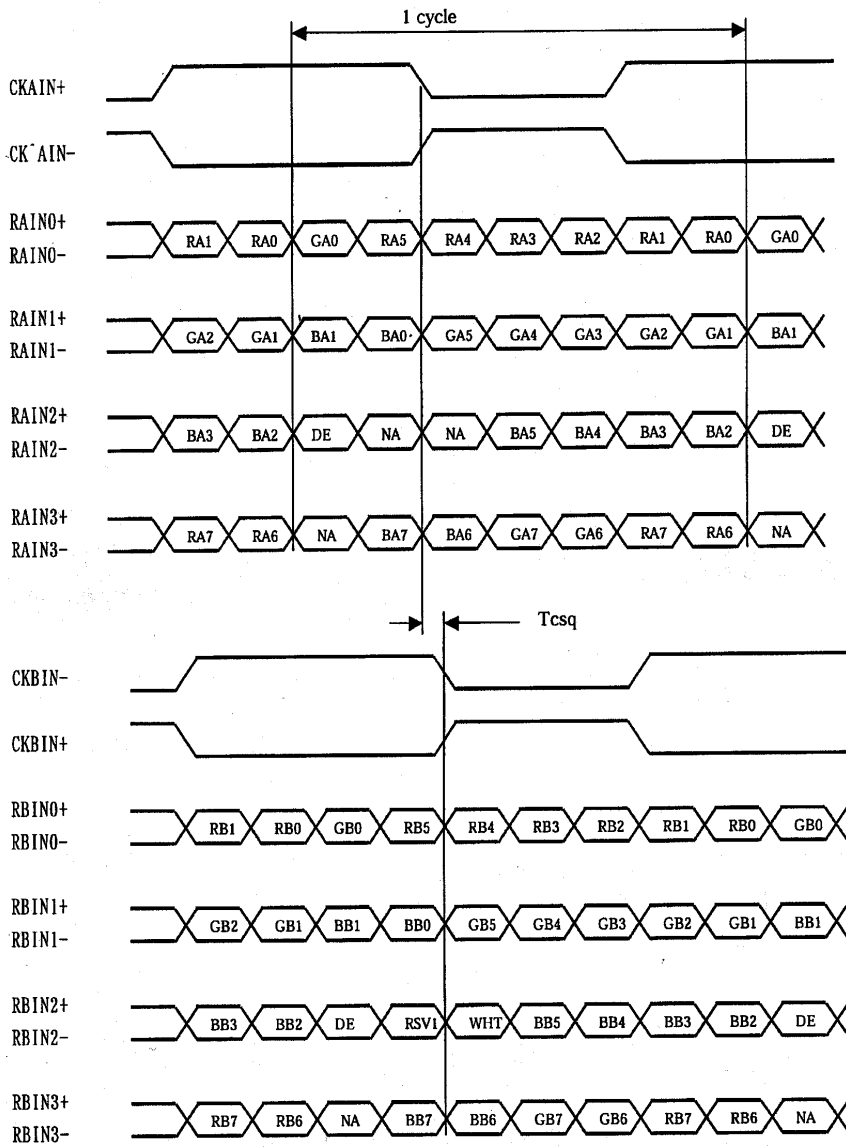 1 cycle
CKAIN+
CKˆAIN-
RAIN0+
RA1 RA0 GA0 RA5 RA4 RA3 RA2 RA1 RA0 GA0
RAIN0-
RAIN1+
GA2 GA1 BA1 BA0 GA5 GA4 GA3 GA2 GA1 BA1
RAIN1-
RAIN2+
BA3 BA2 DE NA NA BA5 BA4 BA3 BA2 DE
RAIN2-
RAIN3+
RA7 RA6 NA BA7 BA6 GA7 GA6 RA7 RA6 NA
RAIN3-
Tcsq
CKBIN-
CKBIN+
RBIN0+
RB1 RB0 GB0 RB5 RB4 RB3 RB2 RB1 RB0 GB0
RBIN0-
RBIN1+
GB2 GB1 BB1 BB0 GB5 GB4 GB3 GB2 GB1 BB1
RBIN1-
RBIN2+
BB3 BB2 DE RSV1 WHT BB5 BB4 BB3 BB2 DE
RBIN2-
RBIN3+
RB7 RB6 NA BB7 BB6 GB7 GB6 RB7 RB6 NA
RBIN3-